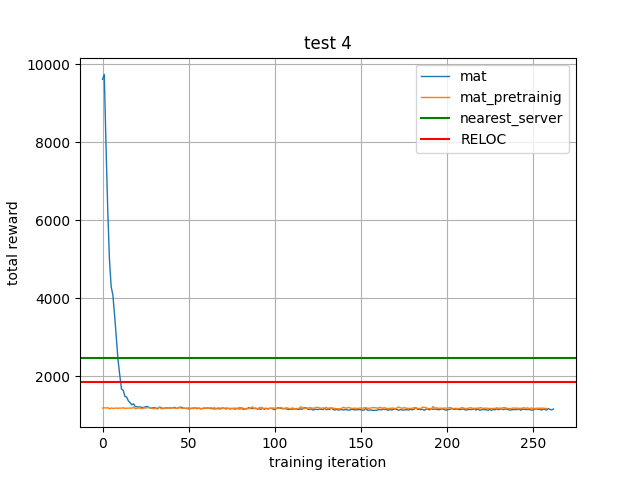 test 4
10000
8000
6000
4000
2000
total reward
mat
mat_pretrainig
nearest_server
RELOC
0
50
100
150
200
250
training iteration